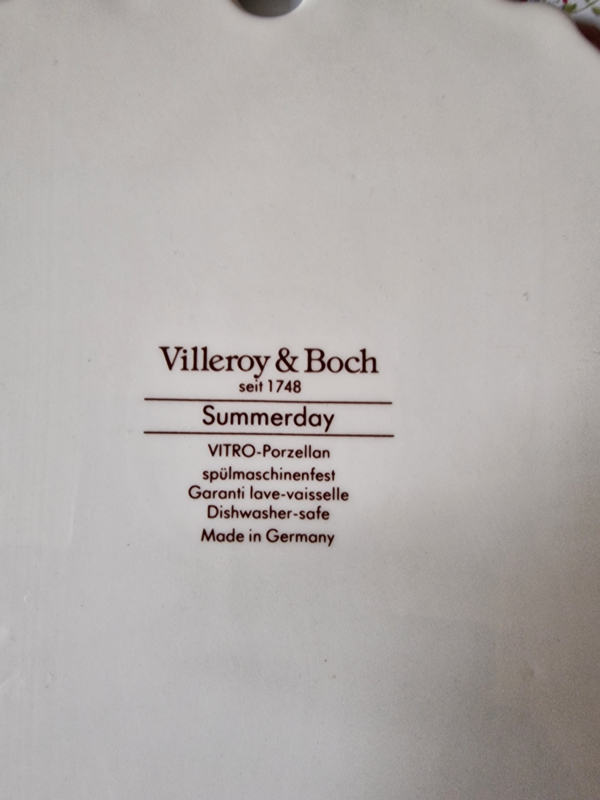 Villeroy & Boch
seit 1748
Summerday
VITRO-Porzellan
spülmaschinenfest
Garanti lave-vaisselle
Dishwasher-safe
Made in Germany